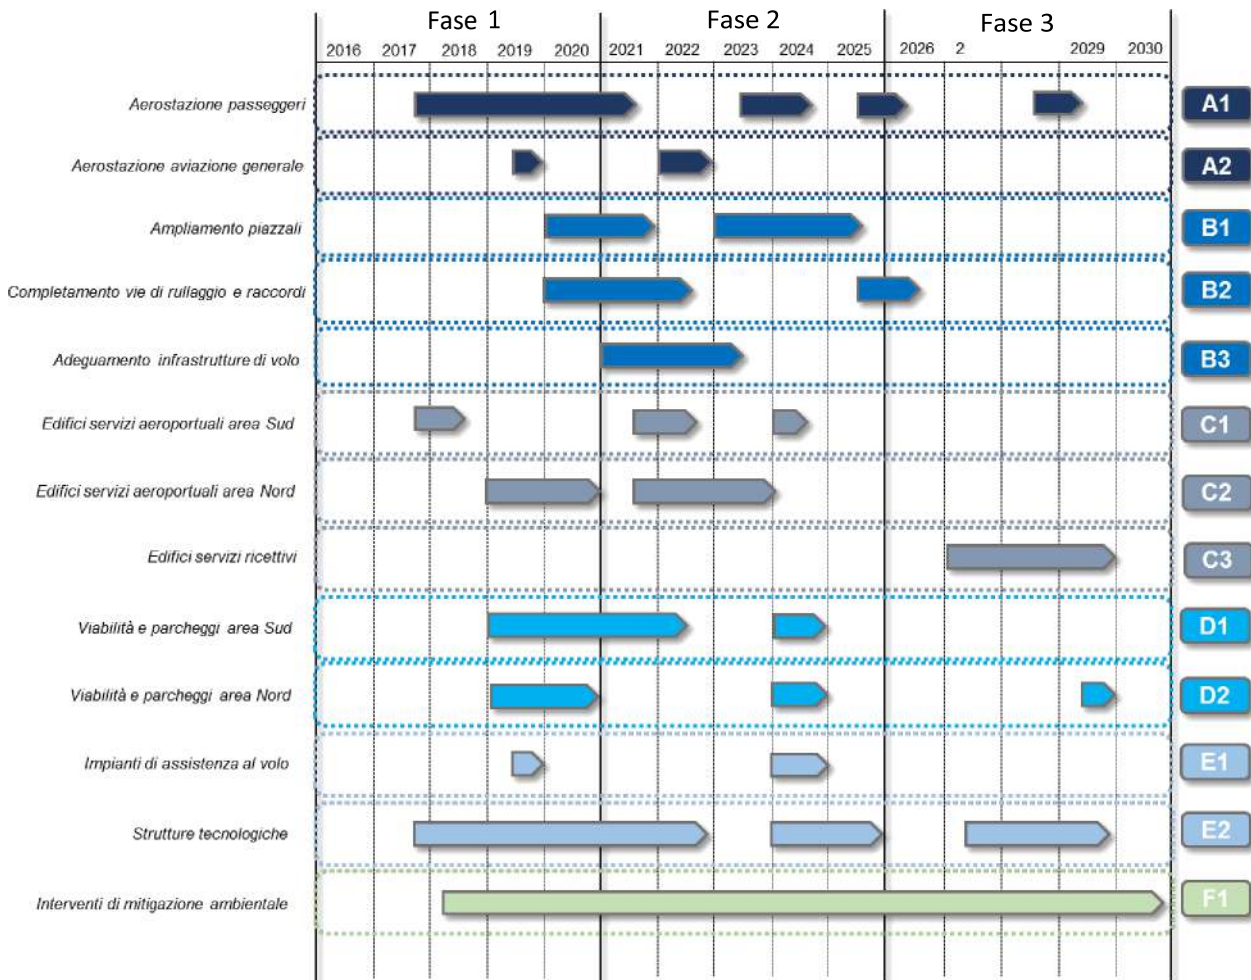 Fase 1 Fase 2 Fase 3
2016 2017 2018 2019 2020 2021 2022 2023 2024 2025 2026 2 2029 2030
Aerostazione passeggeri A1
Aerostazione aviazione generale A2
Ampliamento piazzali B1
Completamento vie di rullaggio e raccordi B2
Adeguamento infrastrutture di volo B3
Edifici servizi aeroportuali area Sud C1
Edifici servizi aeroportuali area Nord C2
Edifici servizi ricettivi C3
Viabilità e parcheggi area Sud D1
Viabilità e parcheggi area Nord D2
Impianti di assistenza al volo E1
Strutture tecnologiche E2
Interventi di mitigazione ambientale F1